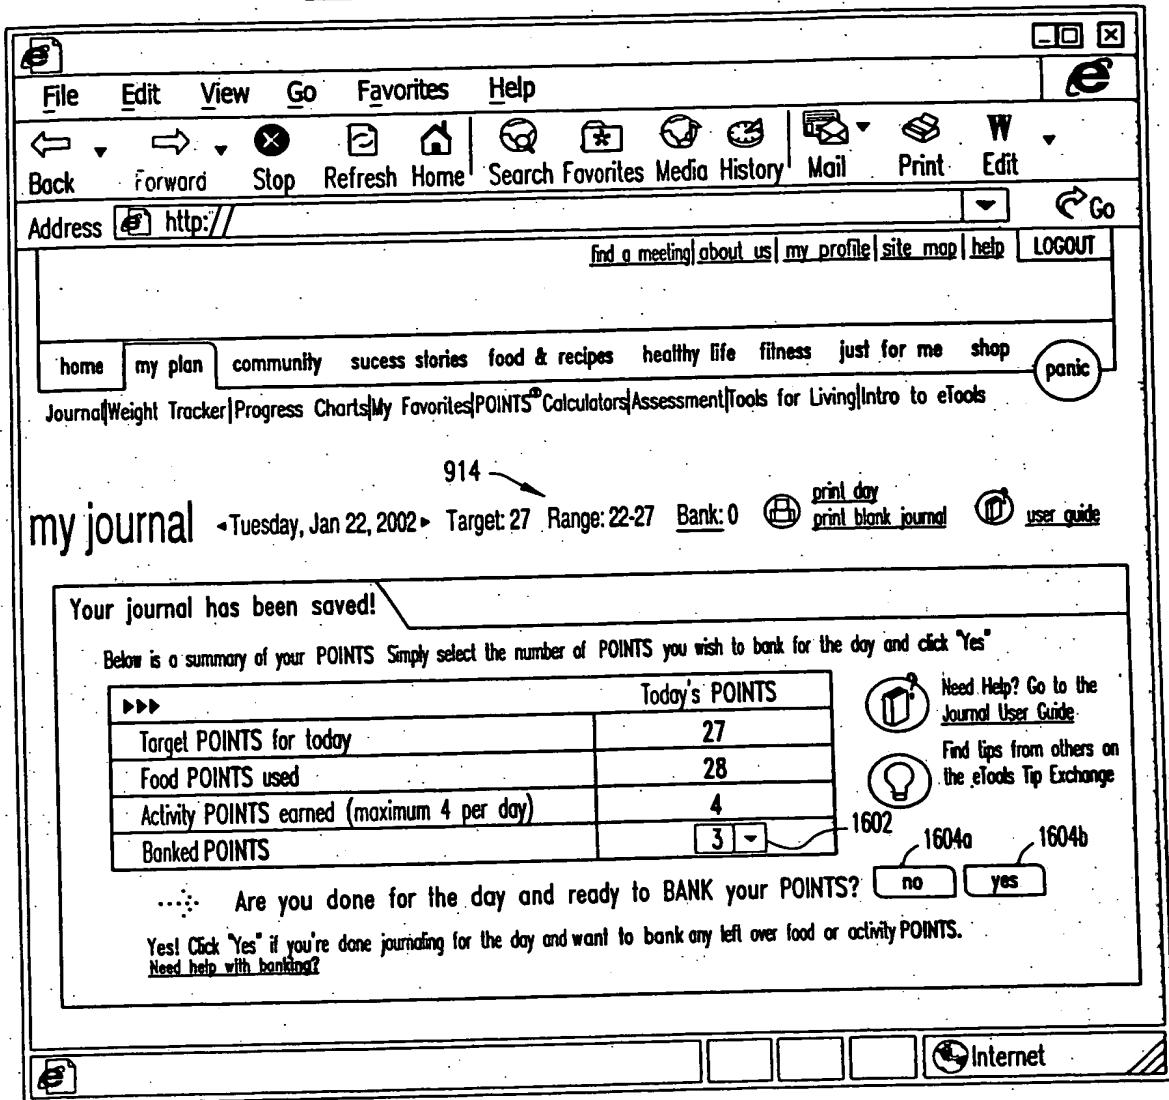 File Edit View Go Favorites Help
Back Forward Stop Refresh Home Search Favorites Media History Mail Print Edit
Address http:// Go
find a meeting|about us|my profile|site map|help LOGOUT
home my plan community sucess stories food & recipes healthy life fitness just for me shop panic
Journal|Weight Tracker|Progress Charts|My Favorites|POINTS® Calculators|Assessment|Tools for Living|Intro to eTools
914
my journal Tuesday, Jan 22, 2002 Target: 27 Range: 22-27 Bank: 0 print day
print blank journal user guide
Your journal has been saved!
Below is a summary of your POINTS Simply select the number of POINTS you wish to bank for the day and click "Yes"
Today's POINTS
Target POINTS for today 27
Food POINTS used 28
Activity POINTS earned (maximum 4 per day) 4
Banked POINTS 3
Need Help? Go to the
Journal User Guide
Find tips from others on
the eTools Tip Exchange
1602
1604a 1604b
Are you done for the day and ready to BANK your POINTS? no yes
Yes! Click "Yes" if you're done journaling for the day and want to bank any left over food or activity POINTS.
Need help with banking?
Internet